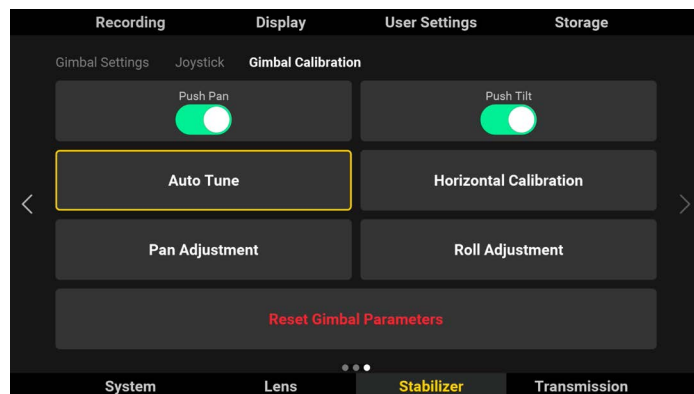 Recording Display User Settings Storage
Gimbal Settings Joystick Gimbal Calibration
Push Pan Push Tilt
Auto Tune Horizontal Calibration
Pan Adjustment Roll Adjustment
Reset Gimbal Parameters
System Lens Stabilizer Transmission